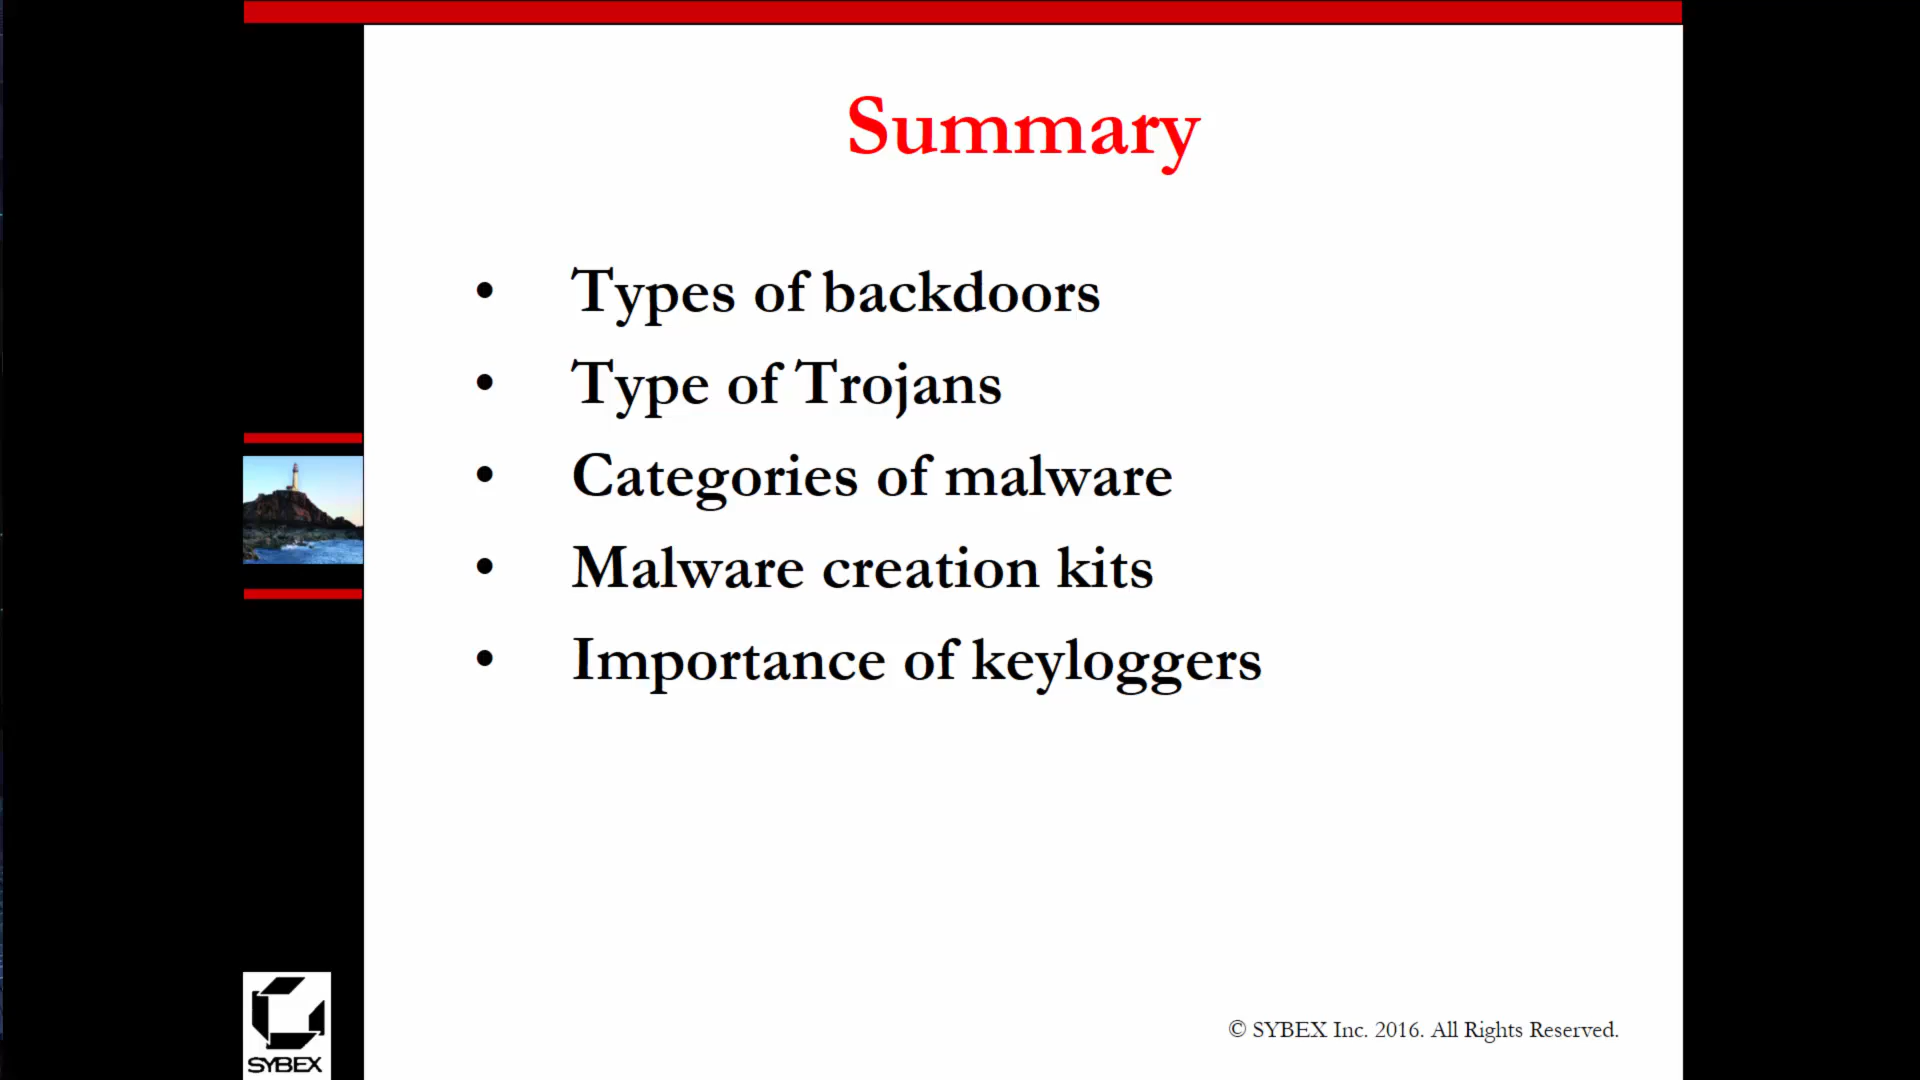 Summary
• Types of backdoors
• Type of Trojans
• Categories of malware
• Malware creation kits
• Importance of keyloggers
© SYBEX Inc. 2016. All Rights Reserved.
SYBEX